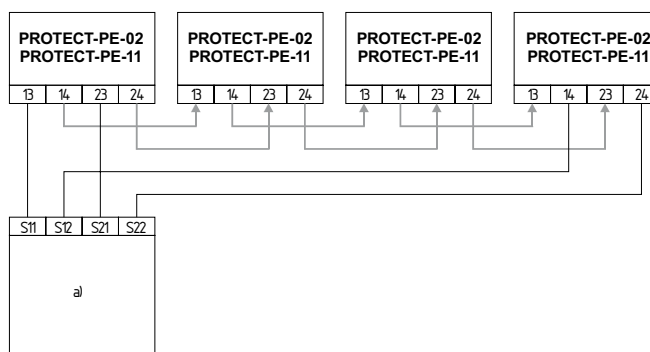 PROTECT-PE-02 PROTECT-PE-02 PROTECT-PE-02 PROTECT-PE-02
PROTECT-PE-11 PROTECT-PE-11 PROTECT-PE-11 PROTECT-PE-11
13 14 23 24 13 14 23 24 13 14 23 24 13 14 23 24
S11 S12 S21 S22
a)